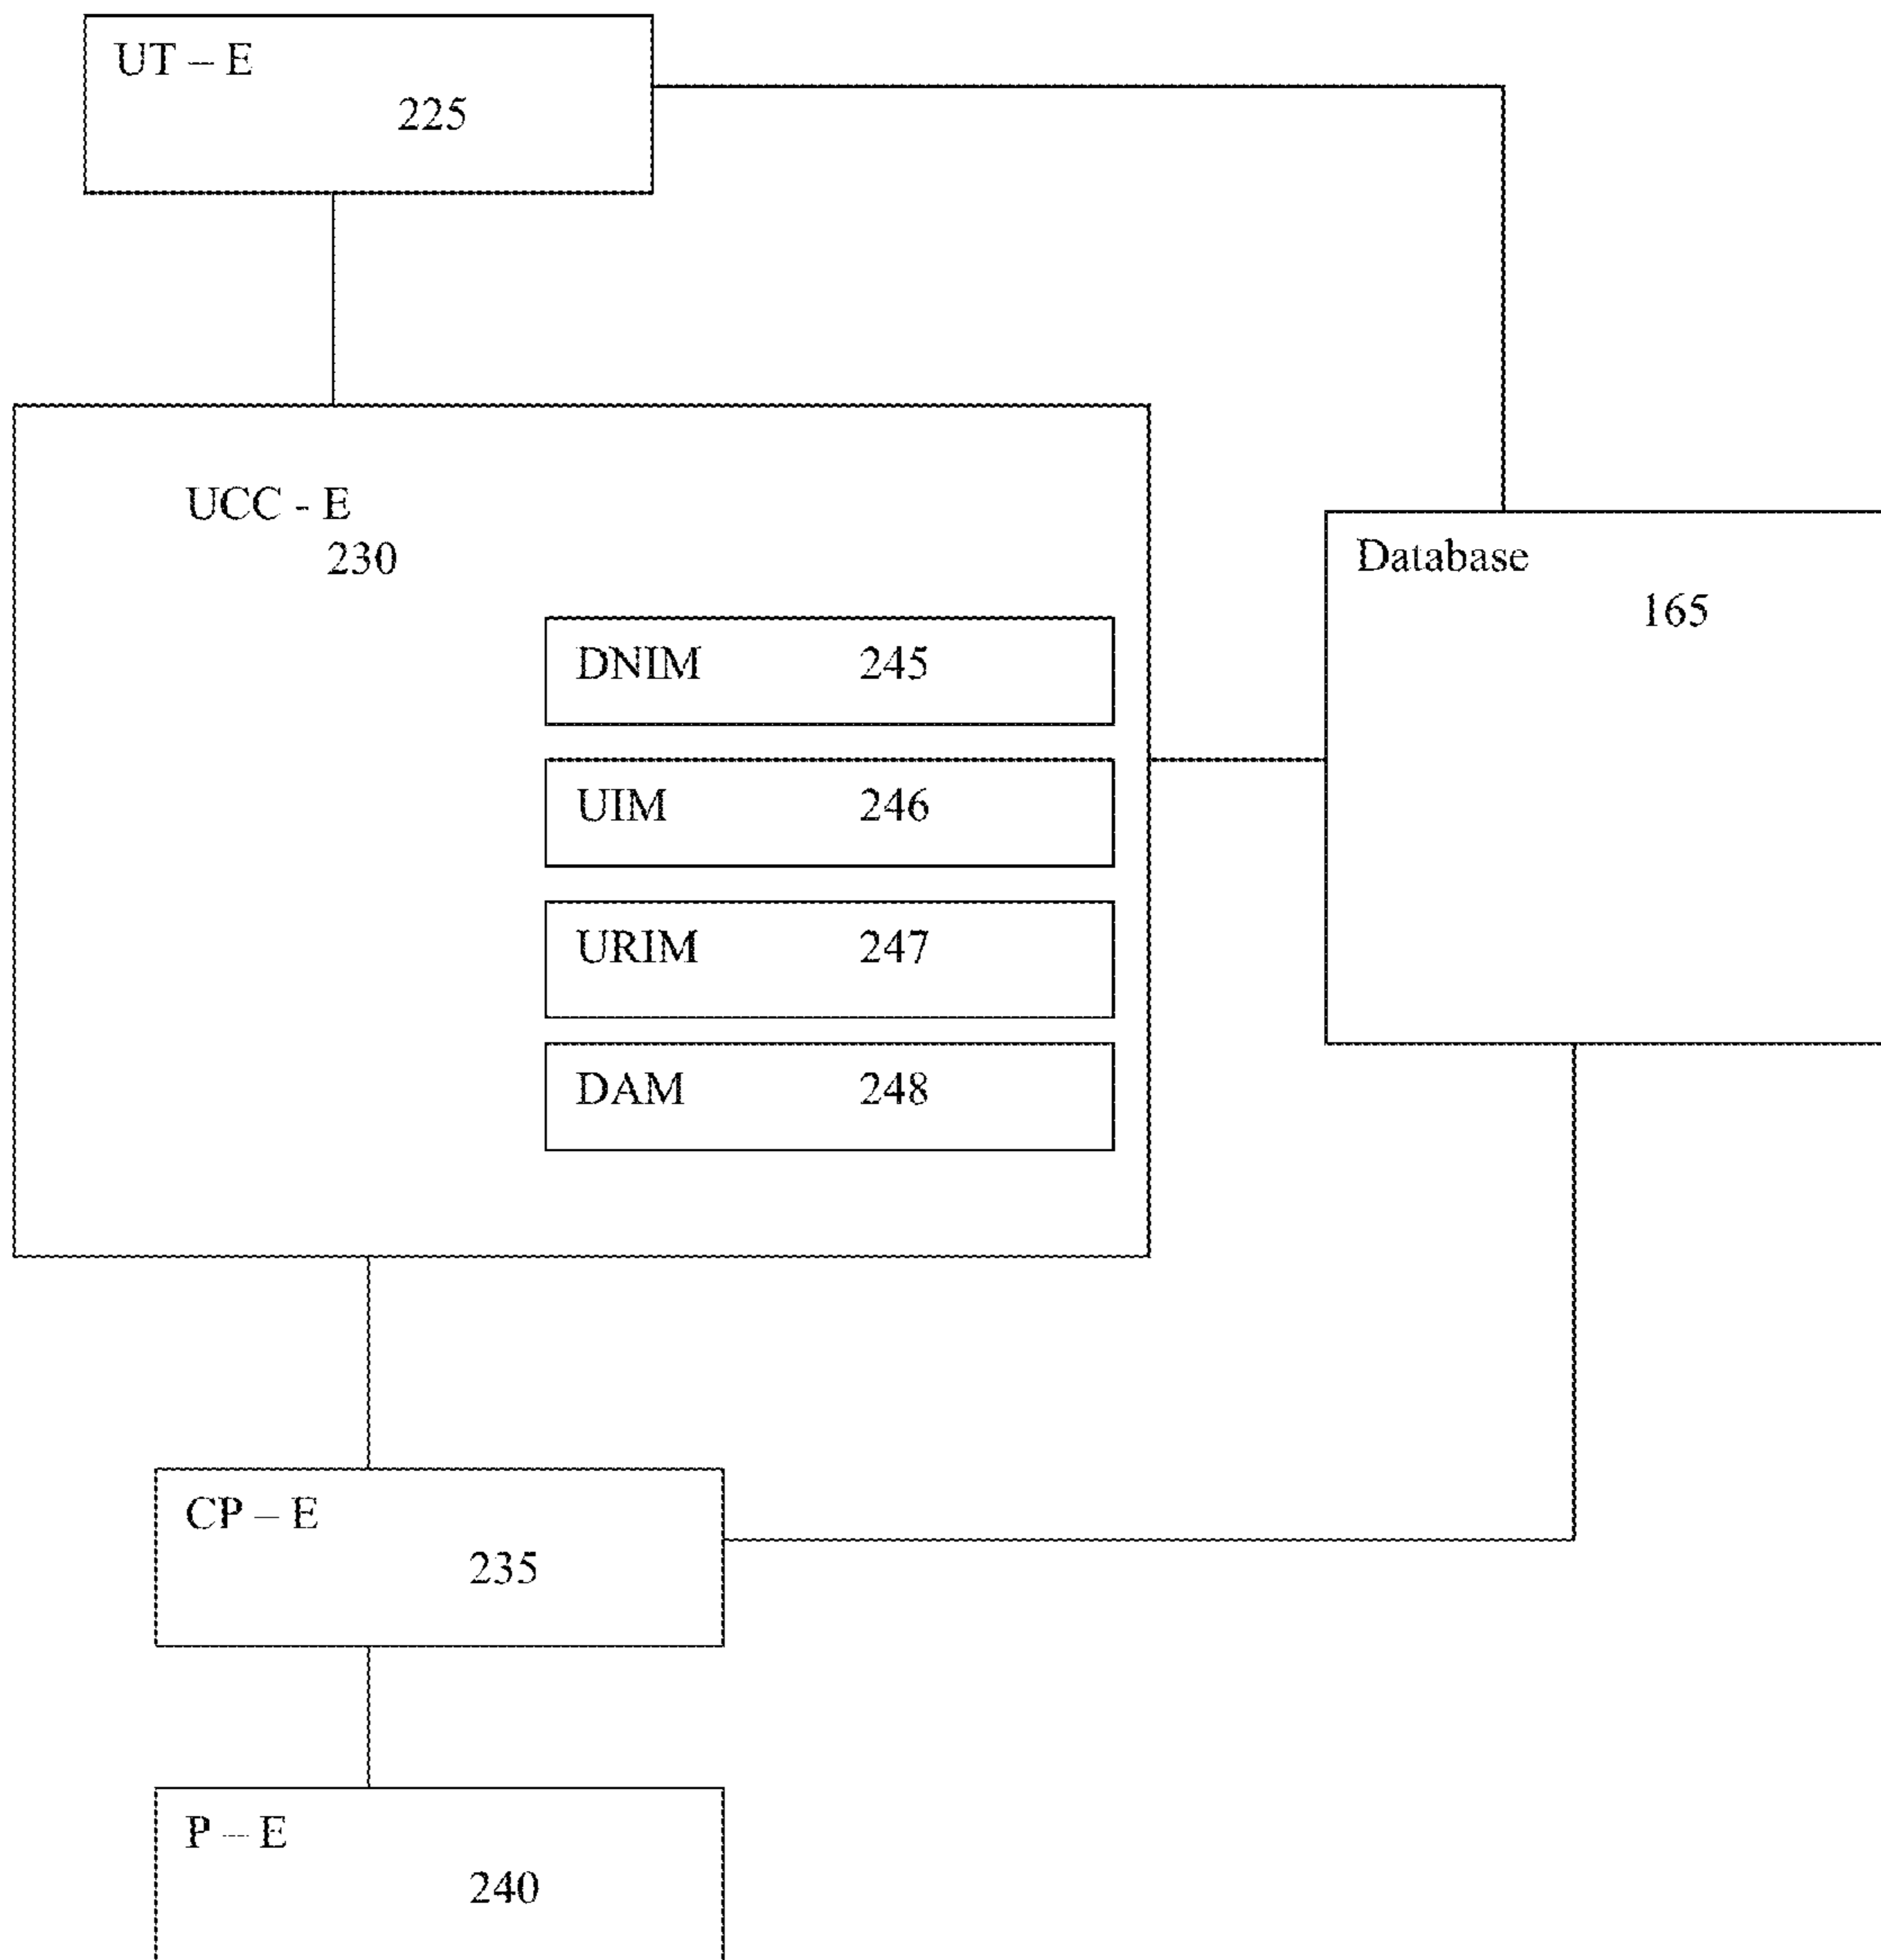 UT – E
225
UCC - E
230
Database
165
DNIM 245
UIM 246
URIM 247
DAM 248
CP – E
235
P – E
240